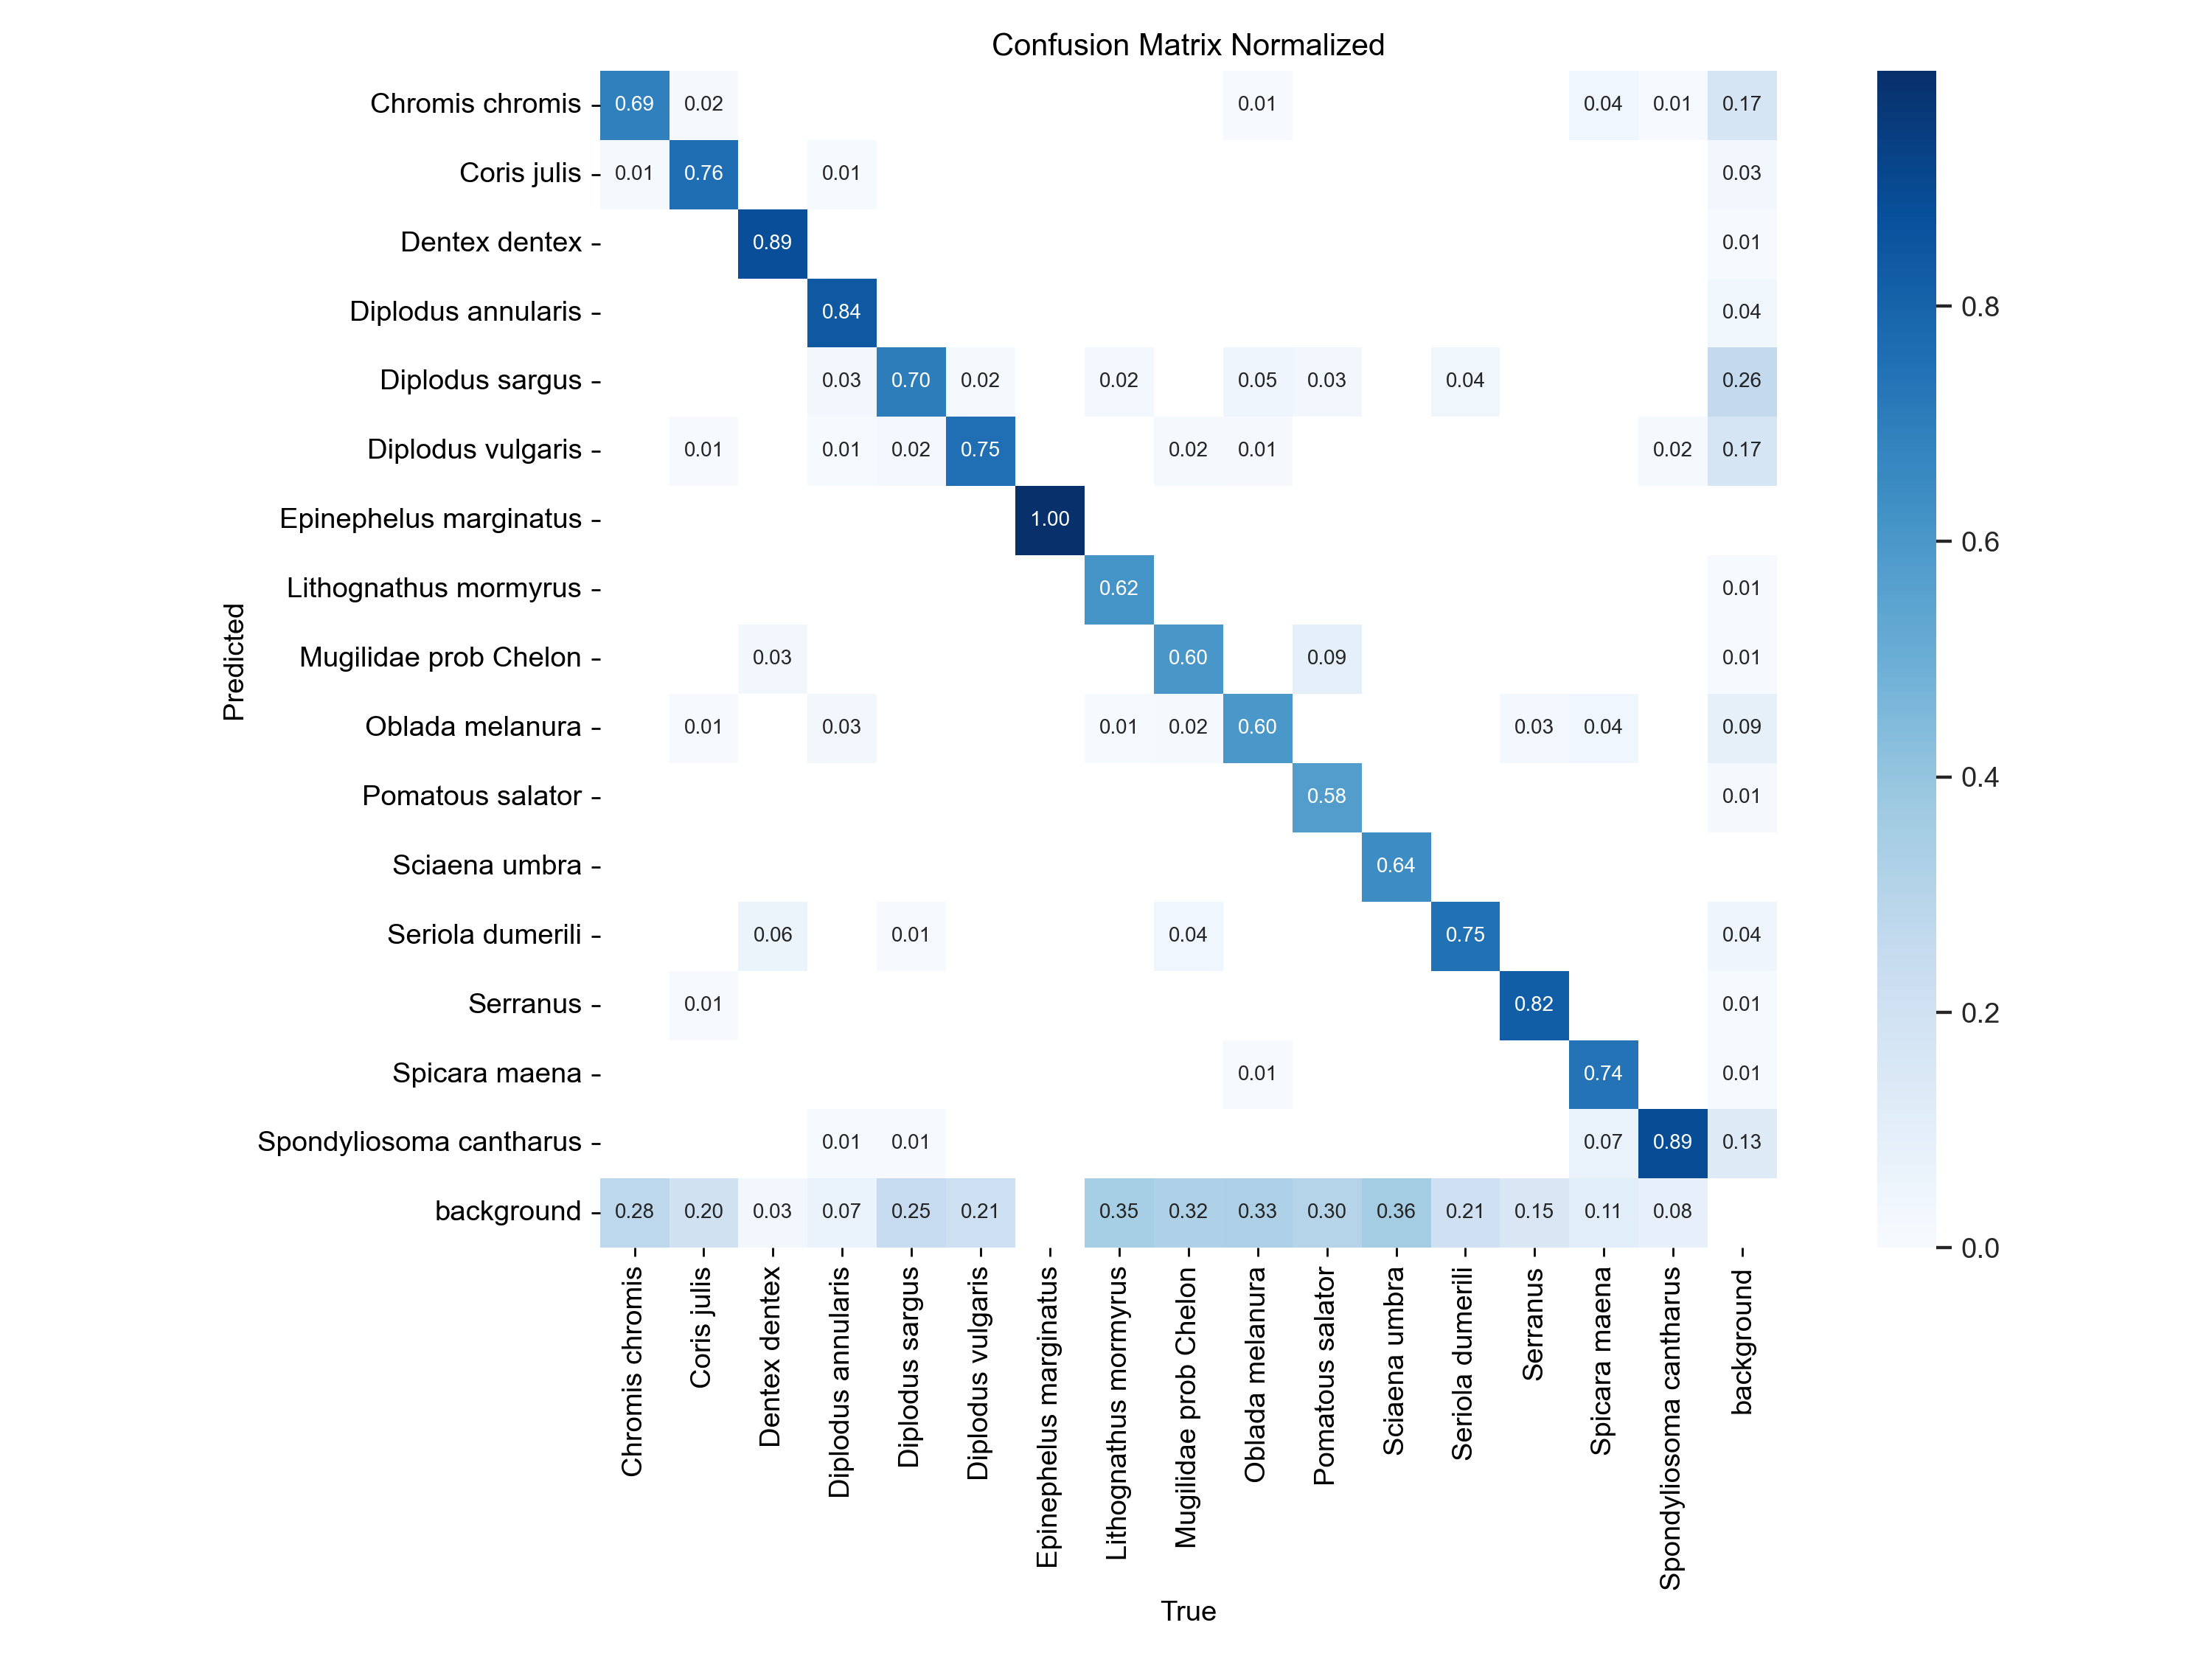 Confusion Matrix Normalized
Chromis chromis 0.69 0.02 0.01 0.04 0.01 0.17
Coris julis 0.01 0.76 0.01 0.03
Dentex dentex 0.89 0.01
Diplodus annularis 0.84 0.04
Diplodus sargus 0.03 0.70 0.02 0.02 0.05 0.03 0.04 0.26
Diplodus vulgaris 0.01 0.01 0.02 0.75 0.02 0.01 0.02 0.17
Epinephelus marginatus 1.00
Lithognathus mormyrus 0.62 0.01
Mugilidae prob Chelon 0.03 0.60 0.09 0.01
Oblada melanura 0.01 0.03 0.01 0.02 0.60 0.03 0.04 0.09
Pomatous salator 0.58 0.01
Sciaena umbra 0.64
Seriola dumerili 0.06 0.01 0.04 0.75 0.04
Serranus 0.01 0.82 0.01
Spicara maena 0.01 0.74 0.01
Spondyliosoma cantharus 0.01 0.01 0.07 0.89 0.13
background 0.28 0.20 0.03 0.07 0.25 0.21 0.35 0.32 0.33 0.30 0.36 0.21 0.15 0.11 0.08
Predicted
Chromis chromis
Coris julis
Dentex dentex
Diplodus annularis
Diplodus sargus
Diplodus vulgaris
Epinephelus marginatus
Lithognathus mormyrus
Mugilidae prob Chelon
Oblada melanura
Pomatous salator
Sciaena umbra
Seriola dumerili
Serranus
Spicara maena
Spondyliosoma cantharus
background
True
0.8
0.6
0.4
0.2
0.0